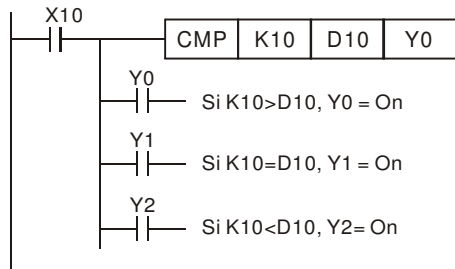 X10
CMP K10 D10 Y0
Y0
Si K10>D10, Y0 = On
Y1
Si K10=D10, Y1 = On
Y2
Si K10<D10, Y2= On